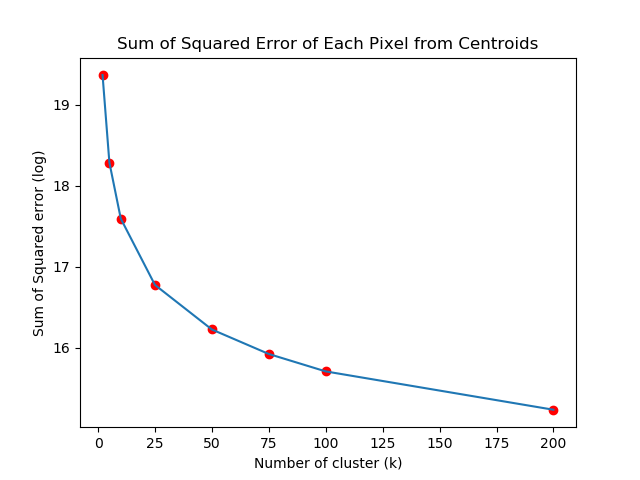 Sum of Squared Error of Each Pixel from Centroids
19
18
17
16
Sum of Squared error (log)
0 25 50 75 100 125 150 175 200
Number of cluster (k)